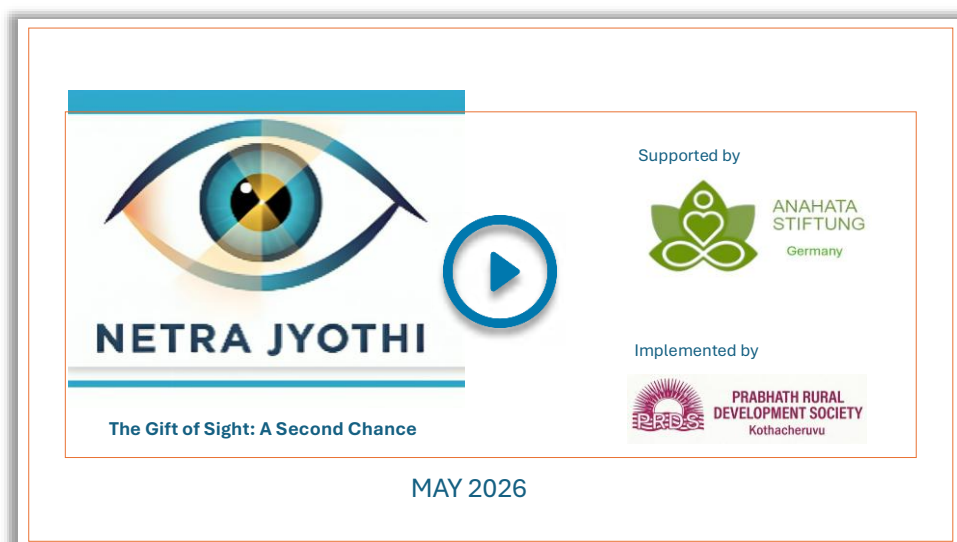 NETRA JYOTHI
The Gift of Sight: A Second Chance
Supported by
ANAHATA
STIFTUNG
Germany
Implemented by
PRDS
PRABHATH RURAL
DEVELOPMENT SOCIETY
Kothacheruvu
MAY 2026